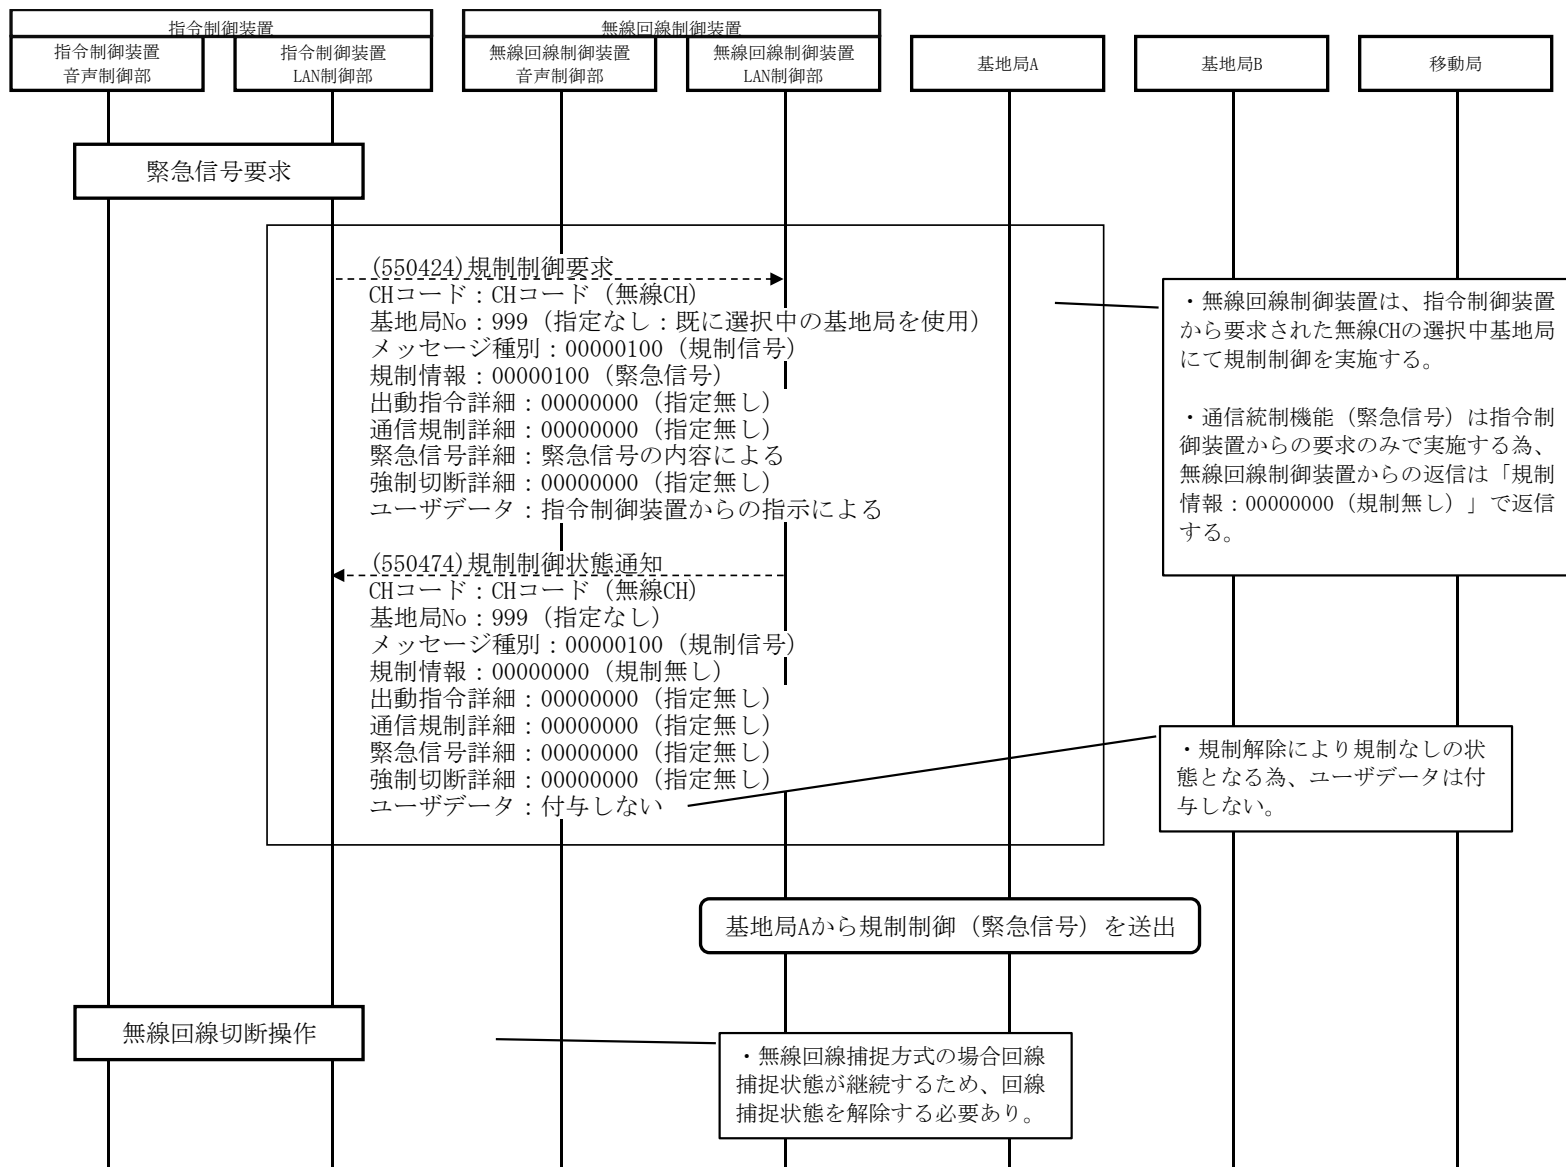 指令制御装置
無線回線制御装置
指令制御装置
音声制御部
指令制御装置
LAN制御部
無線回線制御装置
音声制御部
無線回線制御装置
LAN制御部
基地局A
基地局B
移動局
緊急信号要求
(550424)規制制御要求
CHコード：CHコード（無線CH）
基地局No：999（指定なし：既に選択中の基地局を使用）
メッセージ種別：00000100（規制信号）
規制情報：00000100（緊急信号）
出動指令詳細：00000000（指定無し）
通信規制詳細：00000000（指定無し）
緊急信号詳細：緊急信号の内容による
強制切断詳細：00000000（指定無し）
ユーザデータ：指令制御装置からの指示による
・無線回線制御装置は、指令制御装置
から要求された無線CHの選択中基地局
にて規制制御を実施する。
・通信統制機能（緊急信号）は指令制
御装置からの要求のみで実施する為、
無線回線制御装置からの返信は「規制
情報：00000000（規制無し）」で返信
する。
(550474)規制制御状態通知
CHコード：CHコード（無線CH）
基地局No：999（指定なし）
メッセージ種別：00000100（規制信号）
規制情報：00000000（規制無し）
出動指令詳細：00000000（指定無し）
通信規制詳細：00000000（指定無し）
緊急信号詳細：00000000（指定無し）
強制切断詳細：00000000（指定無し）
ユーザデータ：付与しない
・規制解除により規制なしの状
態となる為、ユーザデータは付
与しない。
基地局Aから規制制御（緊急信号）を送出
無線回線切断操作
・無線回線捕捉方式の場合回線
捕捉状態が継続するため、回線
捕捉状態を解除する必要あり。